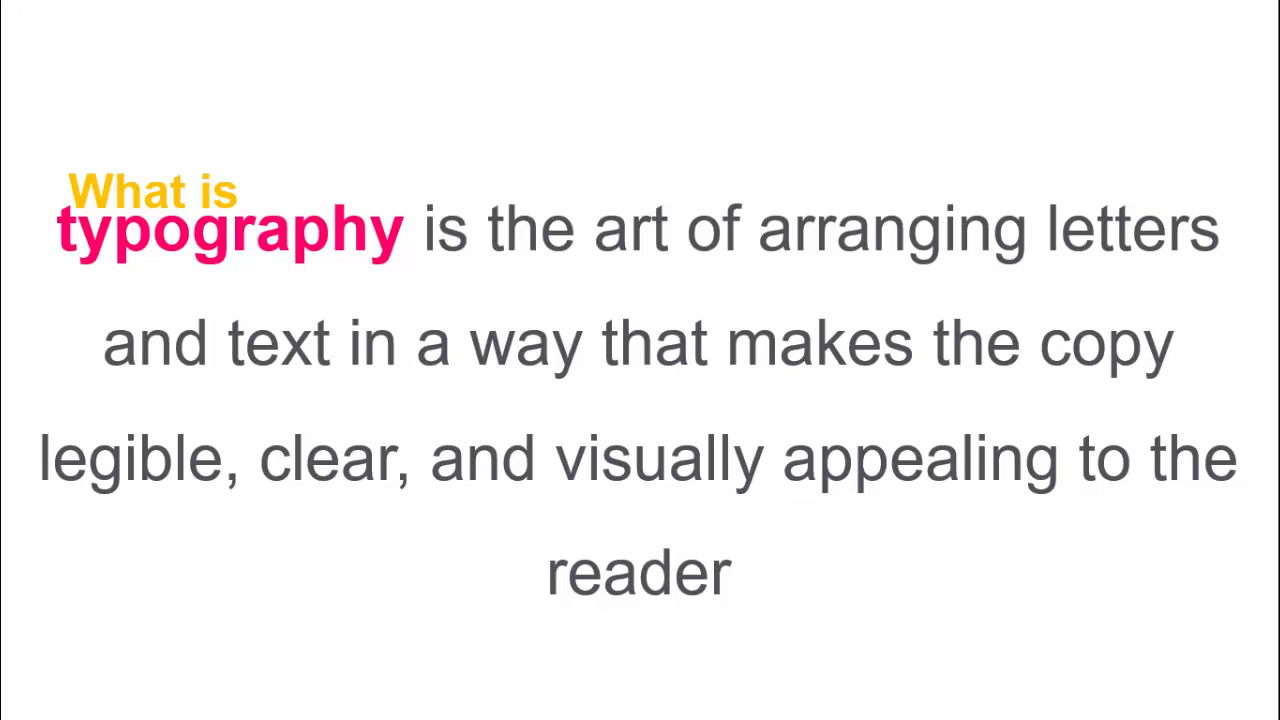 What is
typography is the art of arranging letters
and text in a way that makes the copy
legible, clear, and visually appealing to the
reader